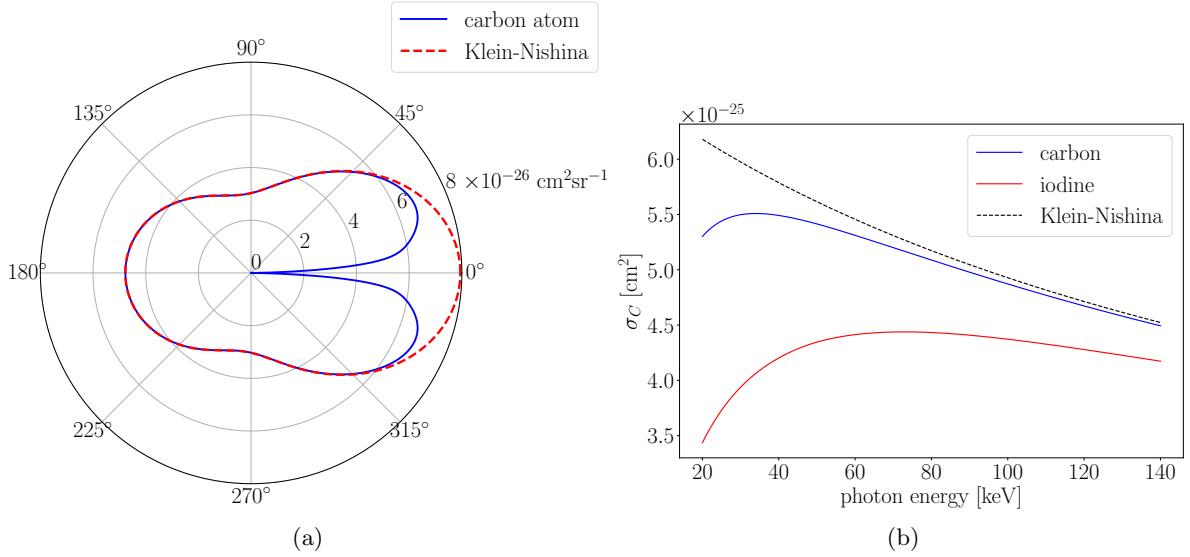 carbon atom
Klein-Nishina
90°
135°
45°
8 ×10⁻²⁶ cm²sr⁻¹
6
4
2
0
180°
0°
225°
315°
270°
(a)
×10⁻²⁵
carbon
iodine
Klein-Nishina
6.0
5.5
5.0
4.5
4.0
3.5
σ_C [cm²]
20
40
60
80
100
120
140
photon energy [keV]
(b)